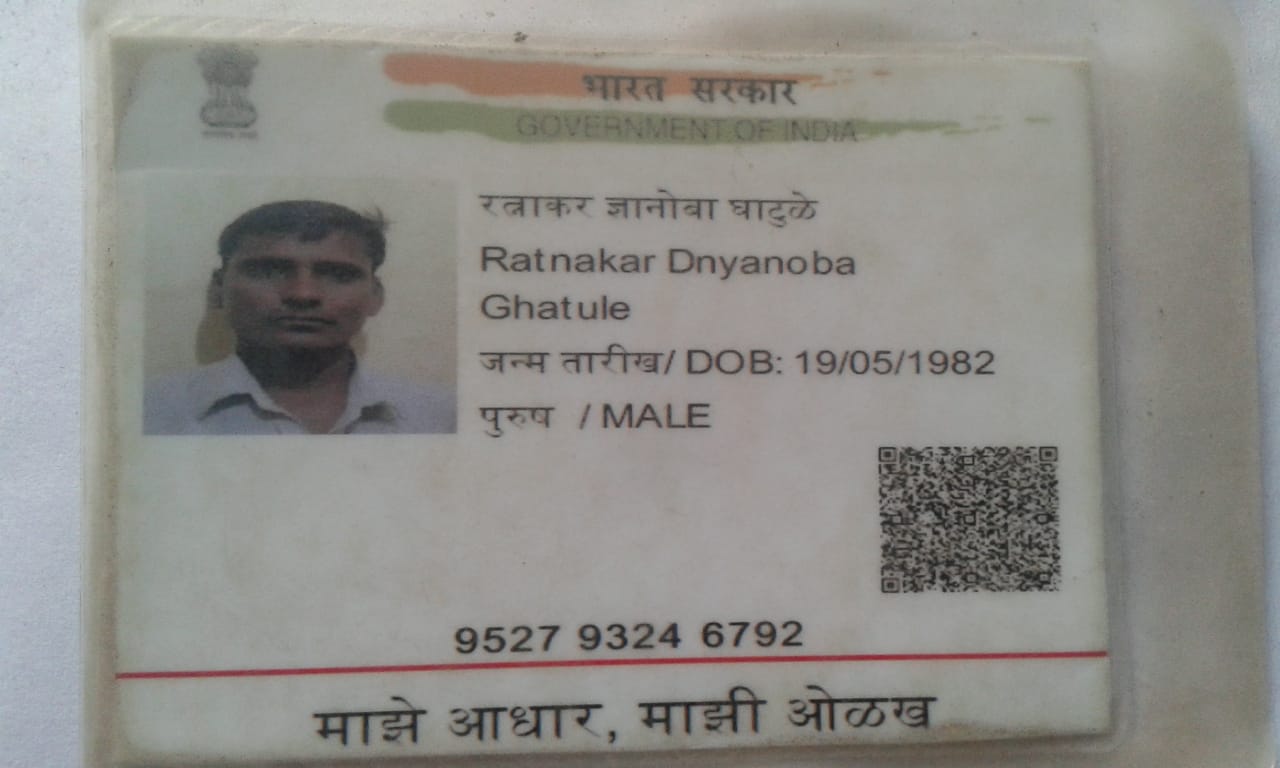 भारत सरकार
GOVERNMENT OF INDIA
रत्नाकर ज्ञानोबा घाटुळे
Ratnakar Dnyanoba
Ghatule
जन्म तारीख/ DOB: 19/05/1982
पुरुष / MALE
9527 9324 6792
माझे आधार, माझी ओळख